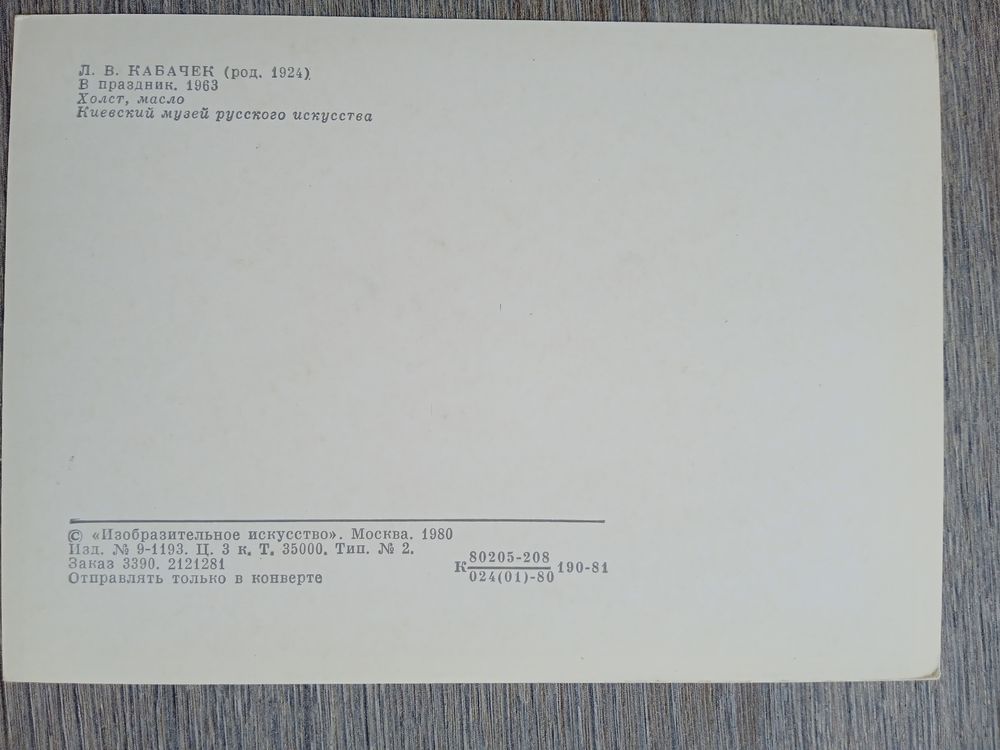 Л. В. КАБАЧЕК (род. 1924)
В праздник. 1963
Холст, масло
Киевский музей русского искусства
© «Изобразительное искусство». Москва. 1980
Изд. № 9-1193. Ц. 3 к. Т. 35000. Тип. № 2.
Заказ 3390. 2121281
Отправлять только в конверте
80205-208
К 190-81
024(01)-80